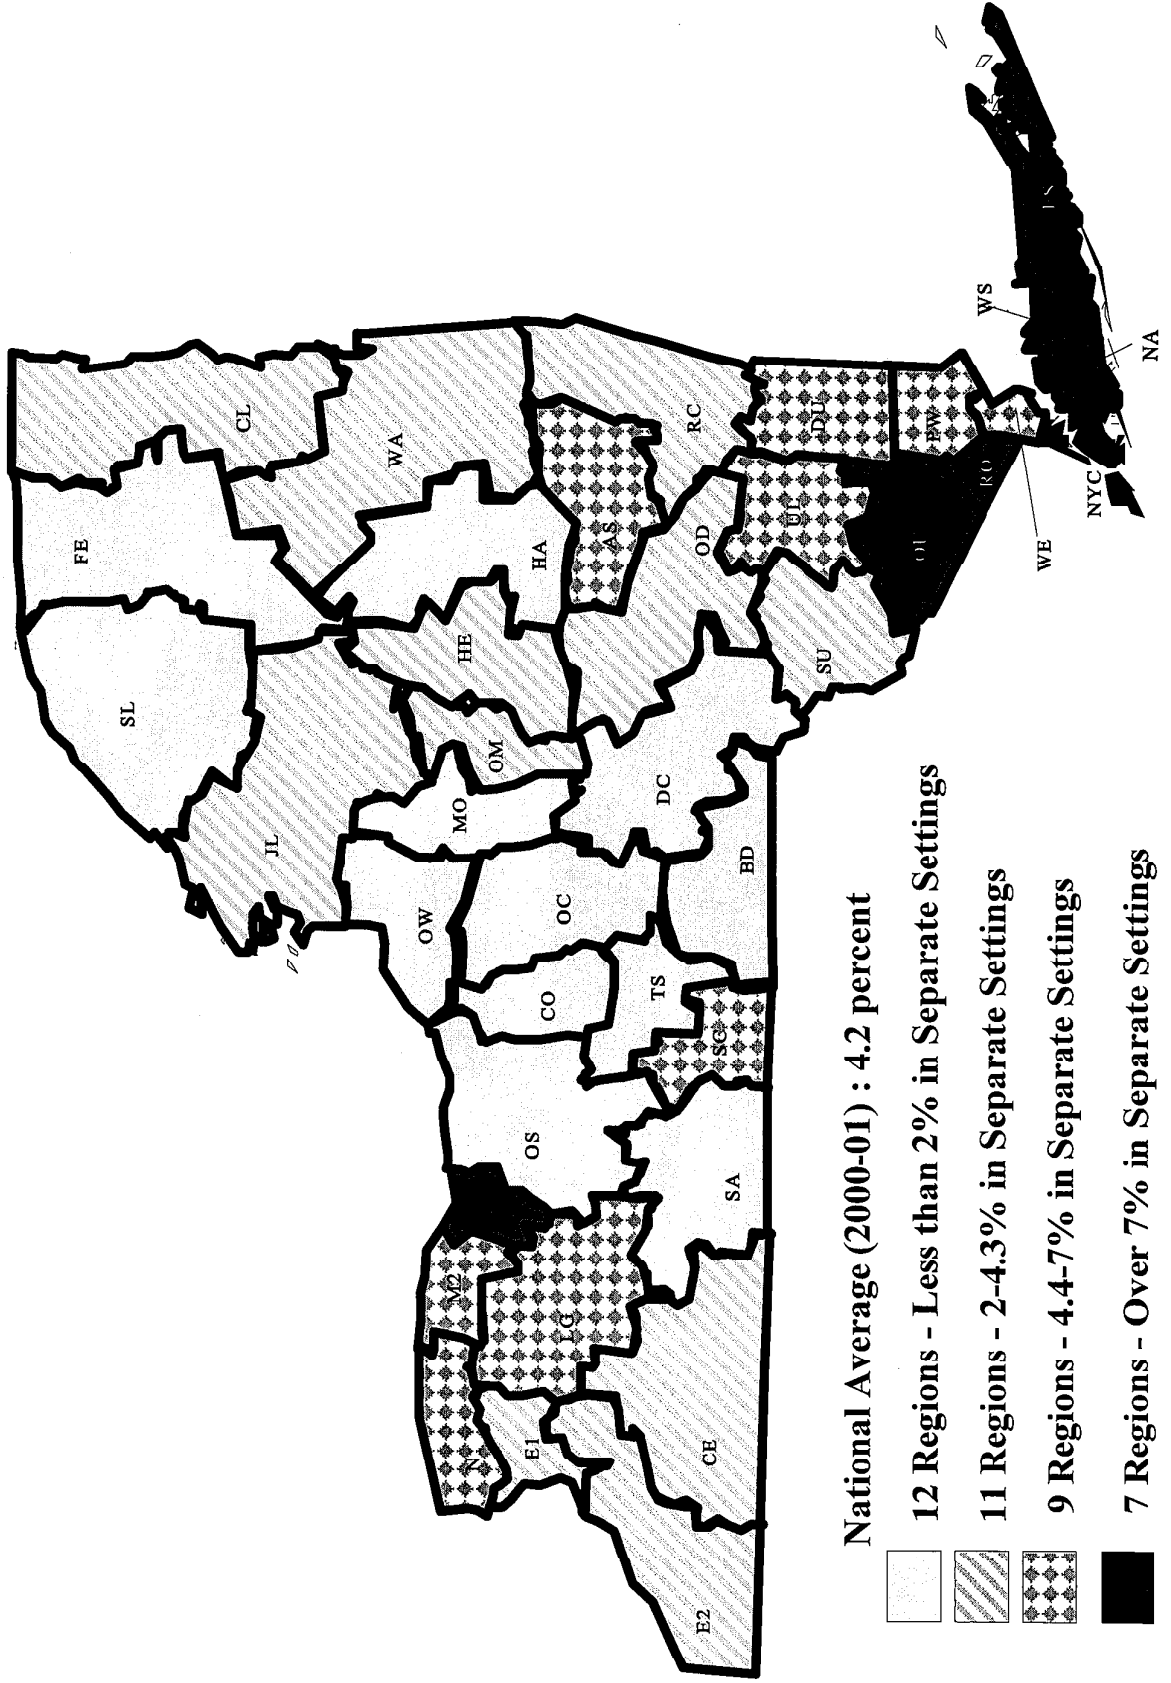 FE
CL
SL
WA
JL
HE
HA
RC
OM
AS
MO
OD
DU
OW
UL
PW
DC
SU
OU
RO
OC
BD
WS
CO
TS
NYC
NA
WE
LS
OS
SG
SA
M2
LG
N
E1
CE
E2
National Average (2000-01) : 4.2 percent
12 Regions - Less than 2% in Separate Settings
11 Regions - 2-4.3% in Separate Settings
9 Regions - 4.4-7% in Separate Settings
7 Regions - Over 7% in Separate Settings